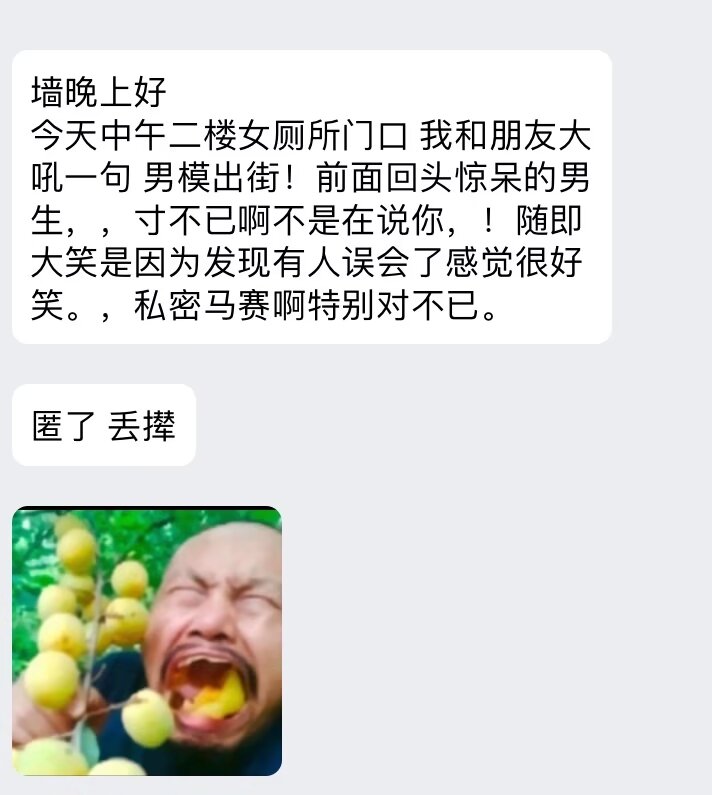 墙晚上好
今天中午二楼女厕所门口 我和朋友大
吼一句 男模出街！前面回头惊呆的男
生，，寸不已啊不是在说你，！随即
大笑是因为发现有人误会了感觉很好
笑。，私密马赛啊特别对不已。
匿了 丢撵